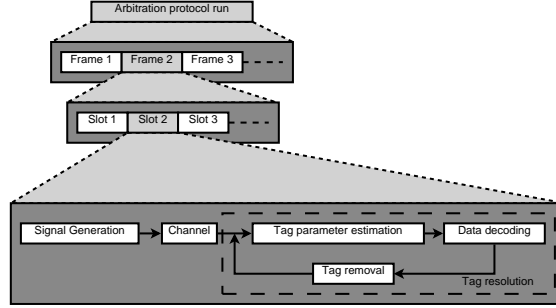 Arbitration protocol run
Frame 1 Frame 2 Frame 3
Slot 1 Slot 2 Slot 3
Signal Generation Channel Tag parameter estimation Data decoding
Tag removal
Tag resolution